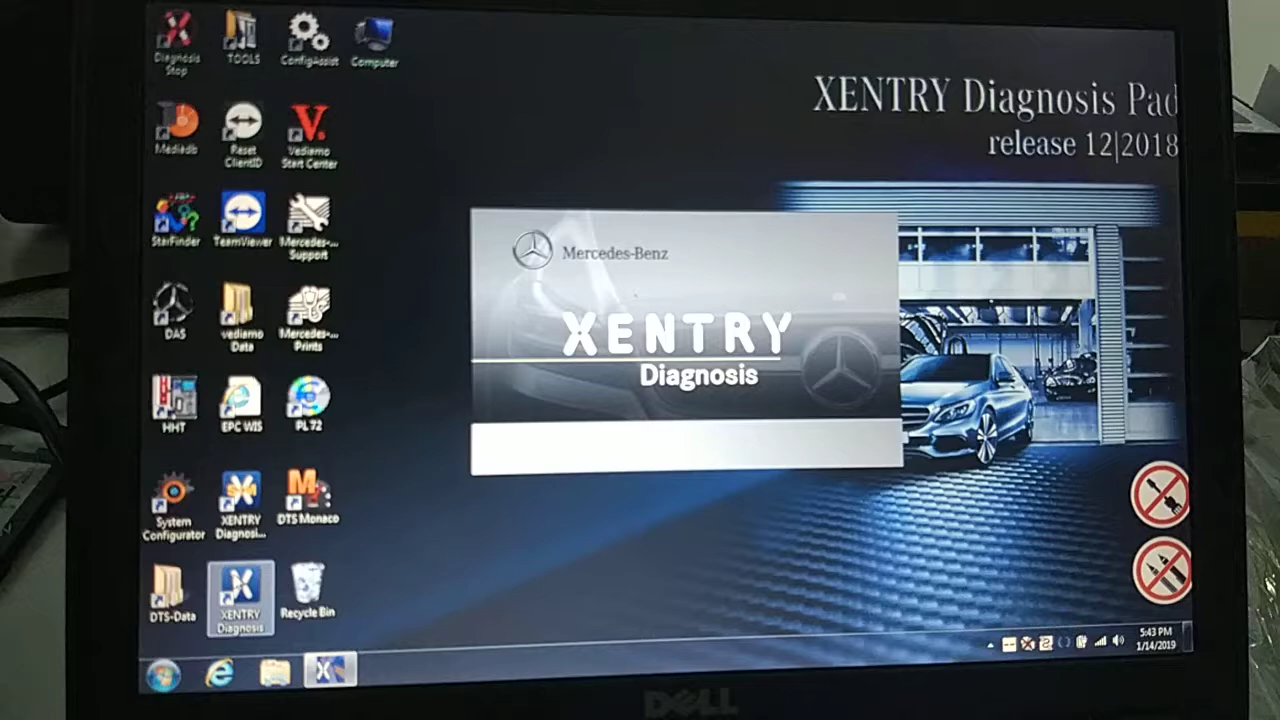 Diagnosis
Stop
TOOLS
ConfigAssist
Computer
Mediadb
Reset
ClientID
Vediamo
Start Center
StarFinder
TeamViewer
Mercedes-...
Support
DAS
vediamo
Data
Mercedes-...
Prints
HHT
EPC WIS
PL72
System
Configurator
XENTRY
Diagnosi...
DTS Monaco
DTS-Data
XENTRY
Diagnosis
Recycle Bin
XENTRY Diagnosis Pad
release 12|2018
Mercedes-Benz
XENTRY
Diagnosis
5:43 PM
1/14/2019
DELL